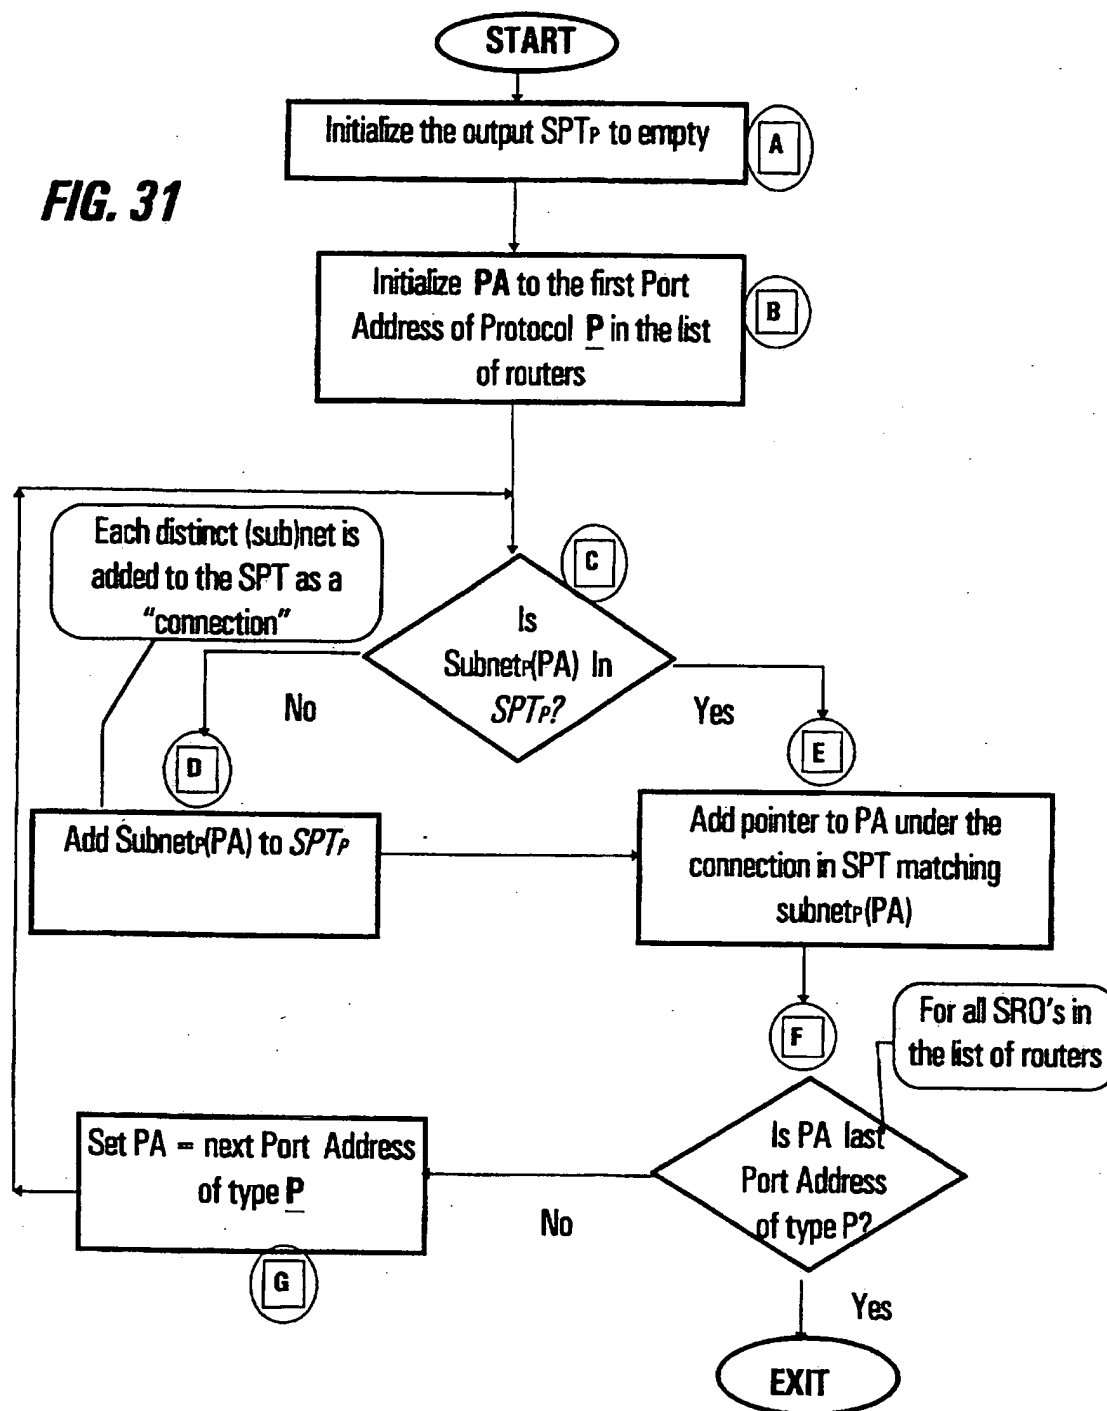 START
Initialize the output SPTP to empty
A
FIG. 31
Initialize PA to the first Port
Address of Protocol P in the list
of routers
B
Each distinct (sub)net is
added to the SPT as a
"connection"
C
Is
SubnetP(PA) In
SPTP?
No
Yes
D
E
Add SubnetP(PA) to SPTP
Add pointer to PA under the
connection in SPT matching
subnetP(PA)
F
For all SRO's in
the list of routers
Set PA = next Port Address
of type P
Is PA last
Port Address
of type P?
No
G
Yes
EXIT